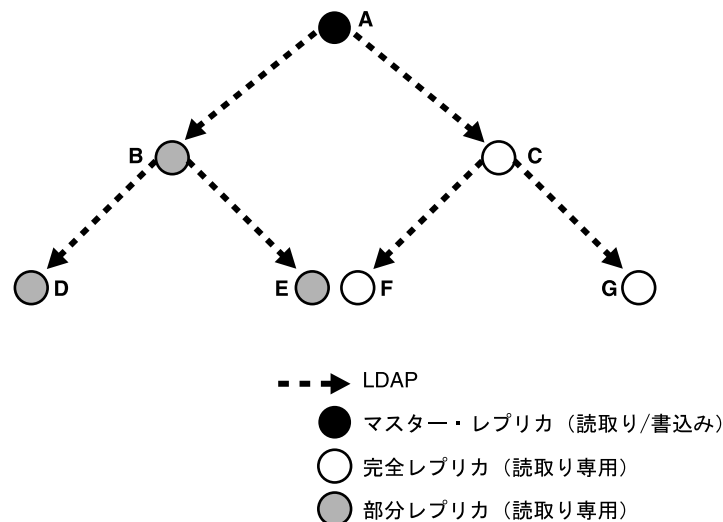 A
B
C
D
E
F
G
LDAP
マスター・レプリカ（読取り/書込み）
完全レプリカ（読取り専用）
部分レプリカ（読取り専用）